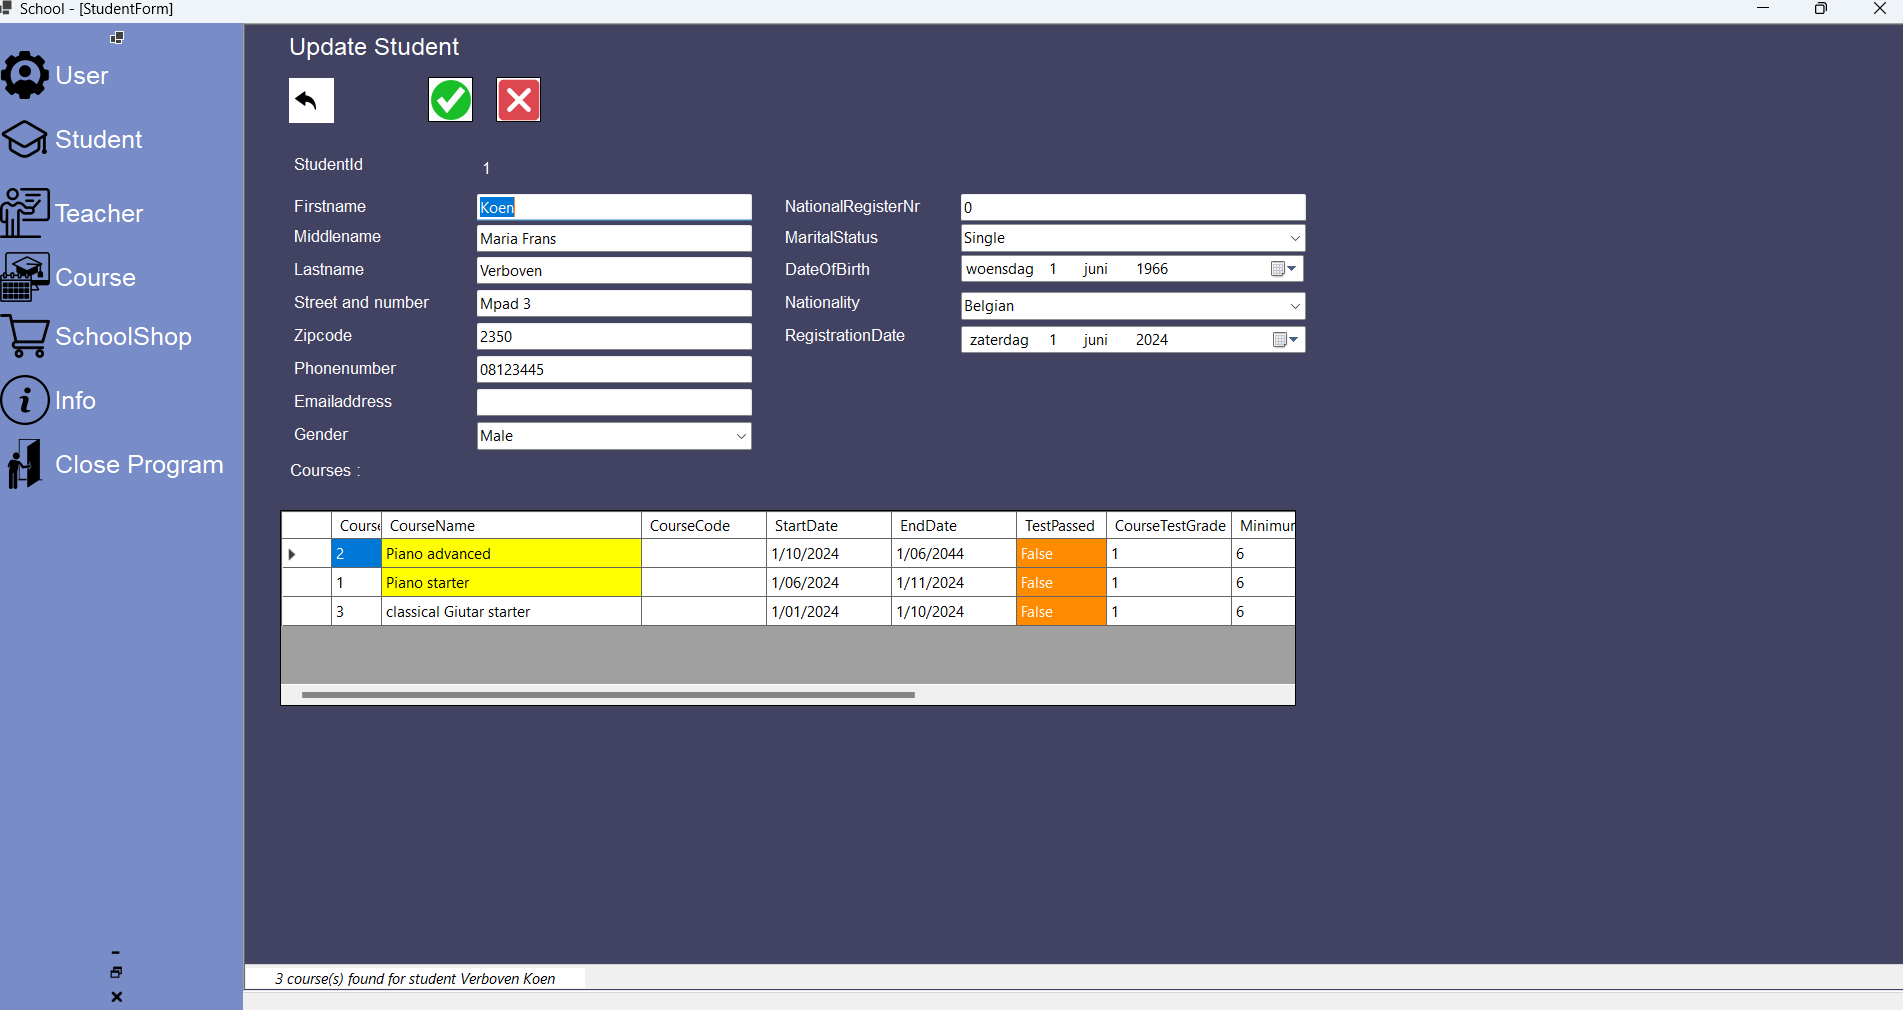 School - [StudentForm]
User
Student
Teacher
Course
SchoolShop
Info
Close Program
Update Student
StudentId 1
Firstname Koen
Middlename Maria Frans
Lastname Verboven
Street and number Mpad 3
Zipcode 2350
Phonenumber 08123445
Emailaddress
Gender Male
NationalRegisterNr 0
MaritalStatus Single
DateOfBirth woensdag 1 juni 1966
Nationality Belgian
RegistrationDate zaterdag 1 juni 2024
Courses :
Course CourseName CourseCode StartDate EndDate TestPassed CourseTestGrade Minimum
2 Piano advanced 1/10/2024 1/06/2044 False 1 6
1 Piano starter 1/06/2024 1/11/2024 False 1 6
3 classical Giutar starter 1/01/2024 1/10/2024 False 1 6
3 course(s) found for student Verboven Koen